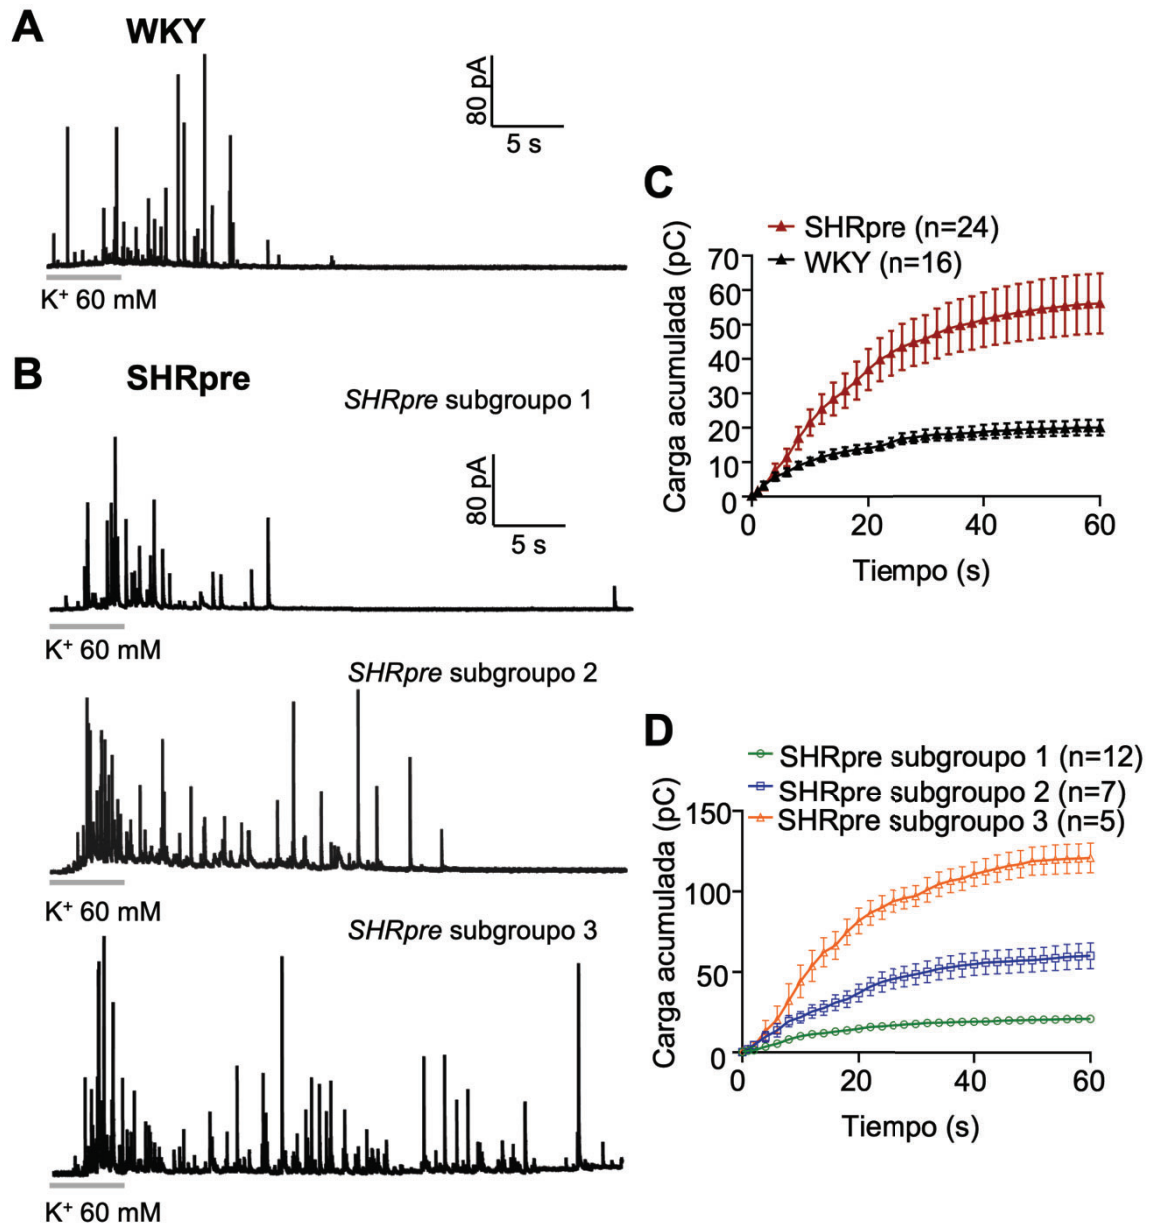 A
WKY
80 pA
5 s
K⁺ 60 mM
B
SHRpre
SHRpre subgroupo 1
80 pA
5 s
K⁺ 60 mM
SHRpre subgroupo 2
K⁺ 60 mM
SHRpre subgroupo 3
K⁺ 60 mM
C
SHRpre (n=24)
WKY (n=16)
Carga acumulada (pC)
70
60
50
40
30
20
10
0
0 20 40 60
Tiempo (s)
D
SHRpre subgroupo 1 (n=12)
SHRpre subgroupo 2 (n=7)
SHRpre subgroupo 3 (n=5)
Carga acumulada (pC)
150
100
50
0
0 20 40 60
Tiempo (s)